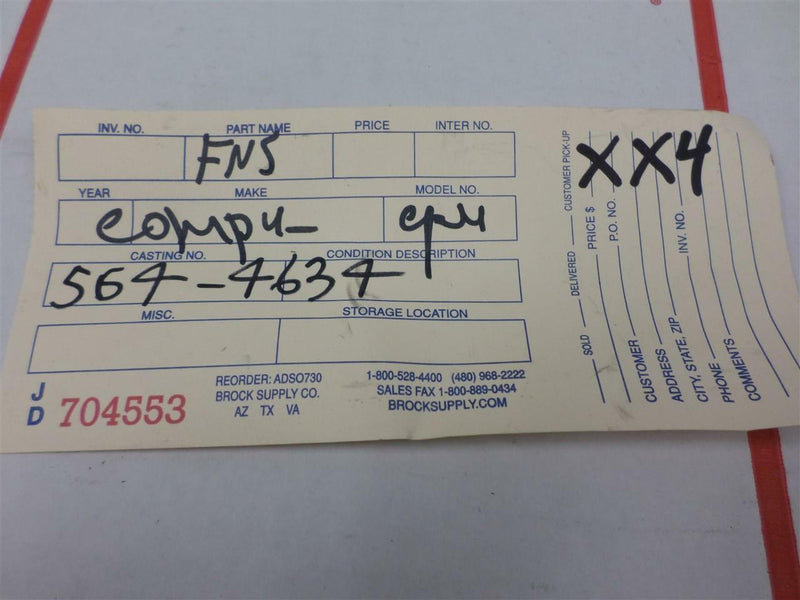 INV. NO. PART NAME PRICE INTER NO.
FNS
YEAR MAKE MODEL NO.
compu- cpu
CASTING NO. CONDITION DESCRIPTION
564-4634
MISC. STORAGE LOCATION
JD 704553
REORDER: ADSO730
BROCK SUPPLY CO.
AZ TX VA
1-800-528-4400 (480) 968-2222
SALES FAX 1-800-889-0434
BROCKSUPPLY.COM
XX4
SOLD DELIVERED CUSTOMER PICK-UP
PRICE $
P.O. NO.
CUSTOMER
ADDRESS
CITY, STATE, ZIP INV. NO.
PHONE
COMMENTS